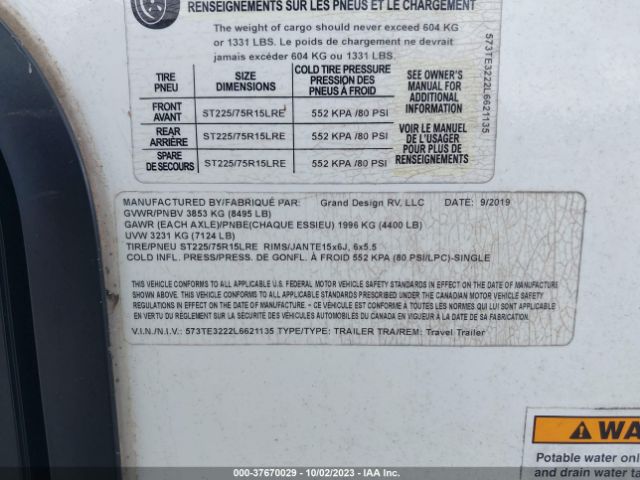 RENSEIGNEMENTS SUR LES PNEUS ET LE CHARGEMENT
The weight of cargo should never exceed 604 KG
or 1331 LBS. Le poids de chargement ne devrait
jamais excéder 604 KG ou 1331 LBS.
TIRE PNEU
SIZE DIMENSIONS
COLD TIRE PRESSURE PRESSION DES PNEUS À FROID
SEE OWNER'S MANUAL FOR ADDITIONAL INFORMATION
FRONT AVANT
ST225/75R15LRE
552 KPA /80 PSI
REAR ARRIÈRE
ST225/75R15LRE
552 KPA /80 PSI
VOIR LE MANUEL DE L'USAGER POUR PLUS DE RENSEIGNEMENTS
SPARE DE SECOURS
ST225/75R15LRE
552 KPA /80 PSI
573TE3222L6621135
MANUFACTURED BY/FABRIQUÉ PAR: Grand Design RV, LLC DATE: 9/2019
GVWR/PNBV 3853 KG (8495 LB)
GAWR (EACH AXLE)/PNBE(CHAQUE ESSIEU) 1996 KG (4400 LB)
UVW 3231 KG (7124 LB)
TIRE/PNEU ST225/75R15LRE RIMS/JANTE15x6J, 6x5.5
COLD INFL. PRESS/PRESS. DE GONFL. À FROID 552 KPA (80 PSI/LPC)-SINGLE
THIS VEHICLE CONFORMS TO ALL APPLICABLE U.S. FEDERAL MOTOR VEHICLE SAFETY STANDARDS IN EFFECT ON THE DATE OF
MANUFACTURE SHOWN ABOVE. THIS VEHICLE CONFORMS TO ALL APPLICABLE STANDARDS PRESCRIBED UNDER THE CANADIAN MOTOR VEHICLE SAFETY
REGULATIONS IN EFFECT ON THE DATE OF MANUFACTURE. - CE VÉHICULE EST CONFORME A TOUTES LES NORMES QUI LUI SONT APPLICABLES
EN VERTU DU RÈGLEMENT SUR LA SÉCURITÉ DES VÉHICULES AUTOMOBILES DU CANADA EN VIGUEUR À LA DATE DE SA FABRICATION.
V.I.N./N.I.V.: 573TE3222L6621135 TYPE/TYPE: TRAILER TRA/REM: Travel Trailer
Potable water only
and drain water ta
000-37670029 - 10/02/2023 - IAA Inc.